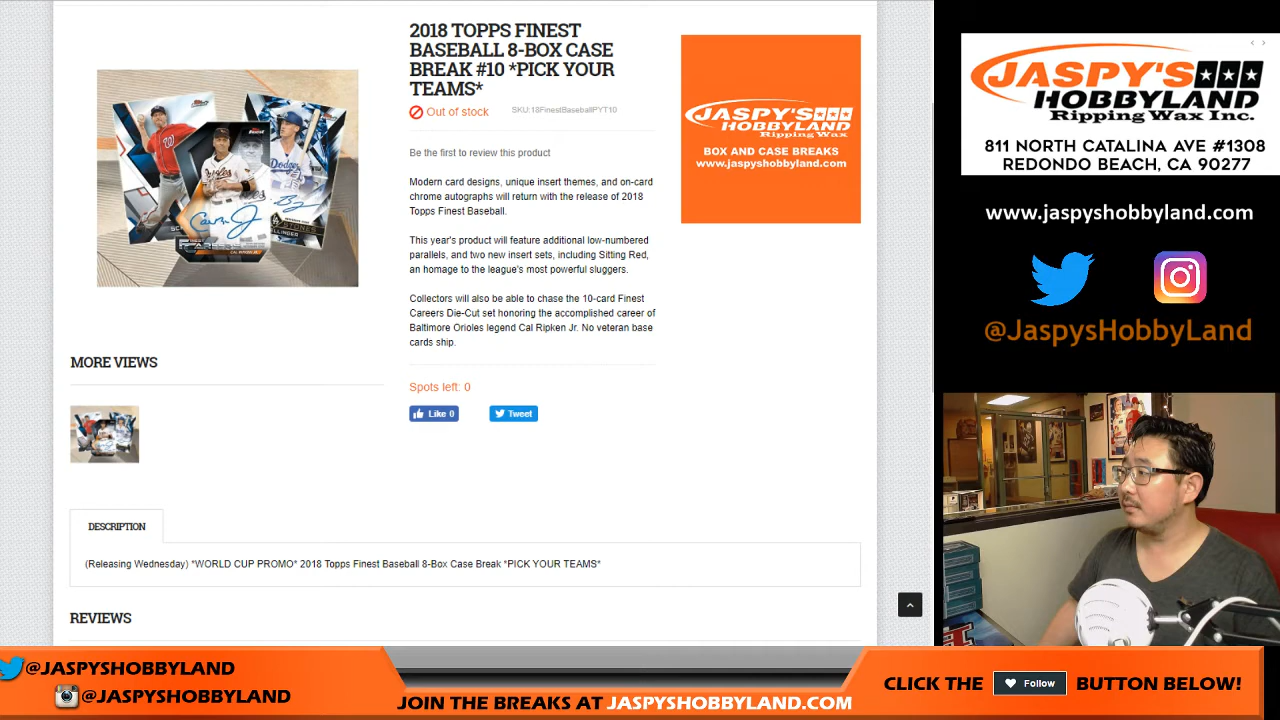 2018 TOPPS FINEST
BASEBALL 8-BOX CASE
BREAK #10 *PICK YOUR
TEAMS*
Out of stock
SKU:18FinestBaseballPYT10
Be the first to review this product
Modern card designs, unique insert themes, and on-card
chrome autographs will return with the release of 2018
Topps Finest Baseball.
This year's product will feature additional low-numbered
parallels, and two new insert sets, including Sitting Red,
an homage to the league's most powerful sluggers.
Collectors will also be able to chase the 10-card Finest
Careers Die-Cut set honoring the accomplished career of
Baltimore Orioles legend Cal Ripken Jr. No veteran base
cards ship.
Spots left: 0
Like 0
Tweet
MORE VIEWS
DESCRIPTION
(Releasing Wednesday) *WORLD CUP PROMO* 2018 Topps Finest Baseball 8-Box Case Break *PICK YOUR TEAMS*
REVIEWS
JASPY'S
HOBBYLAND
Ripping Wax
BOX AND CASE BREAKS
www.jaspyshobbyland.com
JASPY'S
HOBBYLAND
Ripping Wax Inc.
811 NORTH CATALINA AVE #1308
REDONDO BEACH, CA 90277
www.jaspyshobbyland.com
@JaspysHobbyLand
@JASPYSHOBBYLAND
@JASPYSHOBBYLAND
JOIN THE BREAKS AT JASPYSHOBBYLAND.COM
CLICK THE Follow BUTTON BELOW!